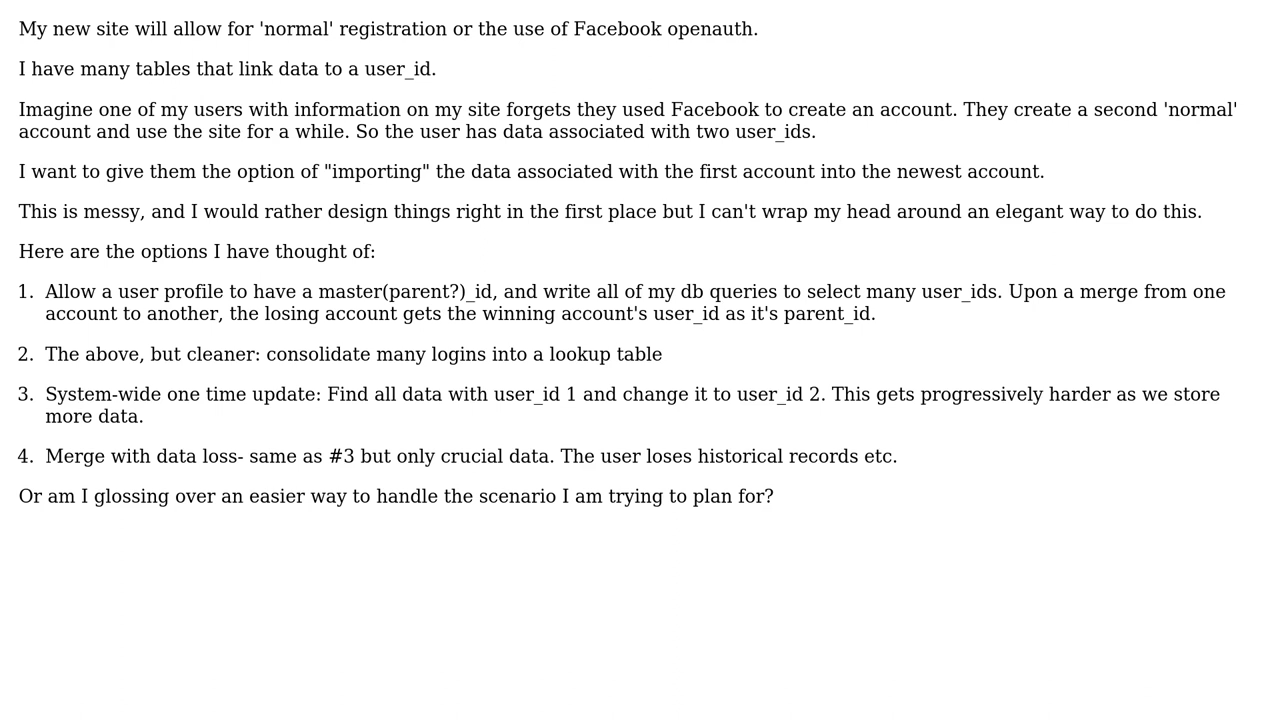 My new site will allow for 'normal' registration or the use of Facebook openauth.
I have many tables that link data to a user_id.
Imagine one of my users with information on my site forgets they used Facebook to create an account. They create a second 'normal'
account and use the site for a while. So the user has data associated with two user_ids.
I want to give them the option of "importing" the data associated with the first account into the newest account.
This is messy, and I would rather design things right in the first place but I can't wrap my head around an elegant way to do this.
Here are the options I have thought of:
1. Allow a user profile to have a master(parent?)_id, and write all of my db queries to select many user_ids. Upon a merge from one
account to another, the losing account gets the winning account's user_id as it's parent_id.
2. The above, but cleaner: consolidate many logins into a lookup table
3. System-wide one time update: Find all data with user_id 1 and change it to user_id 2. This gets progressively harder as we store
more data.
4. Merge with data loss- same as #3 but only crucial data. The user loses historical records etc.
Or am I glossing over an easier way to handle the scenario I am trying to plan for?